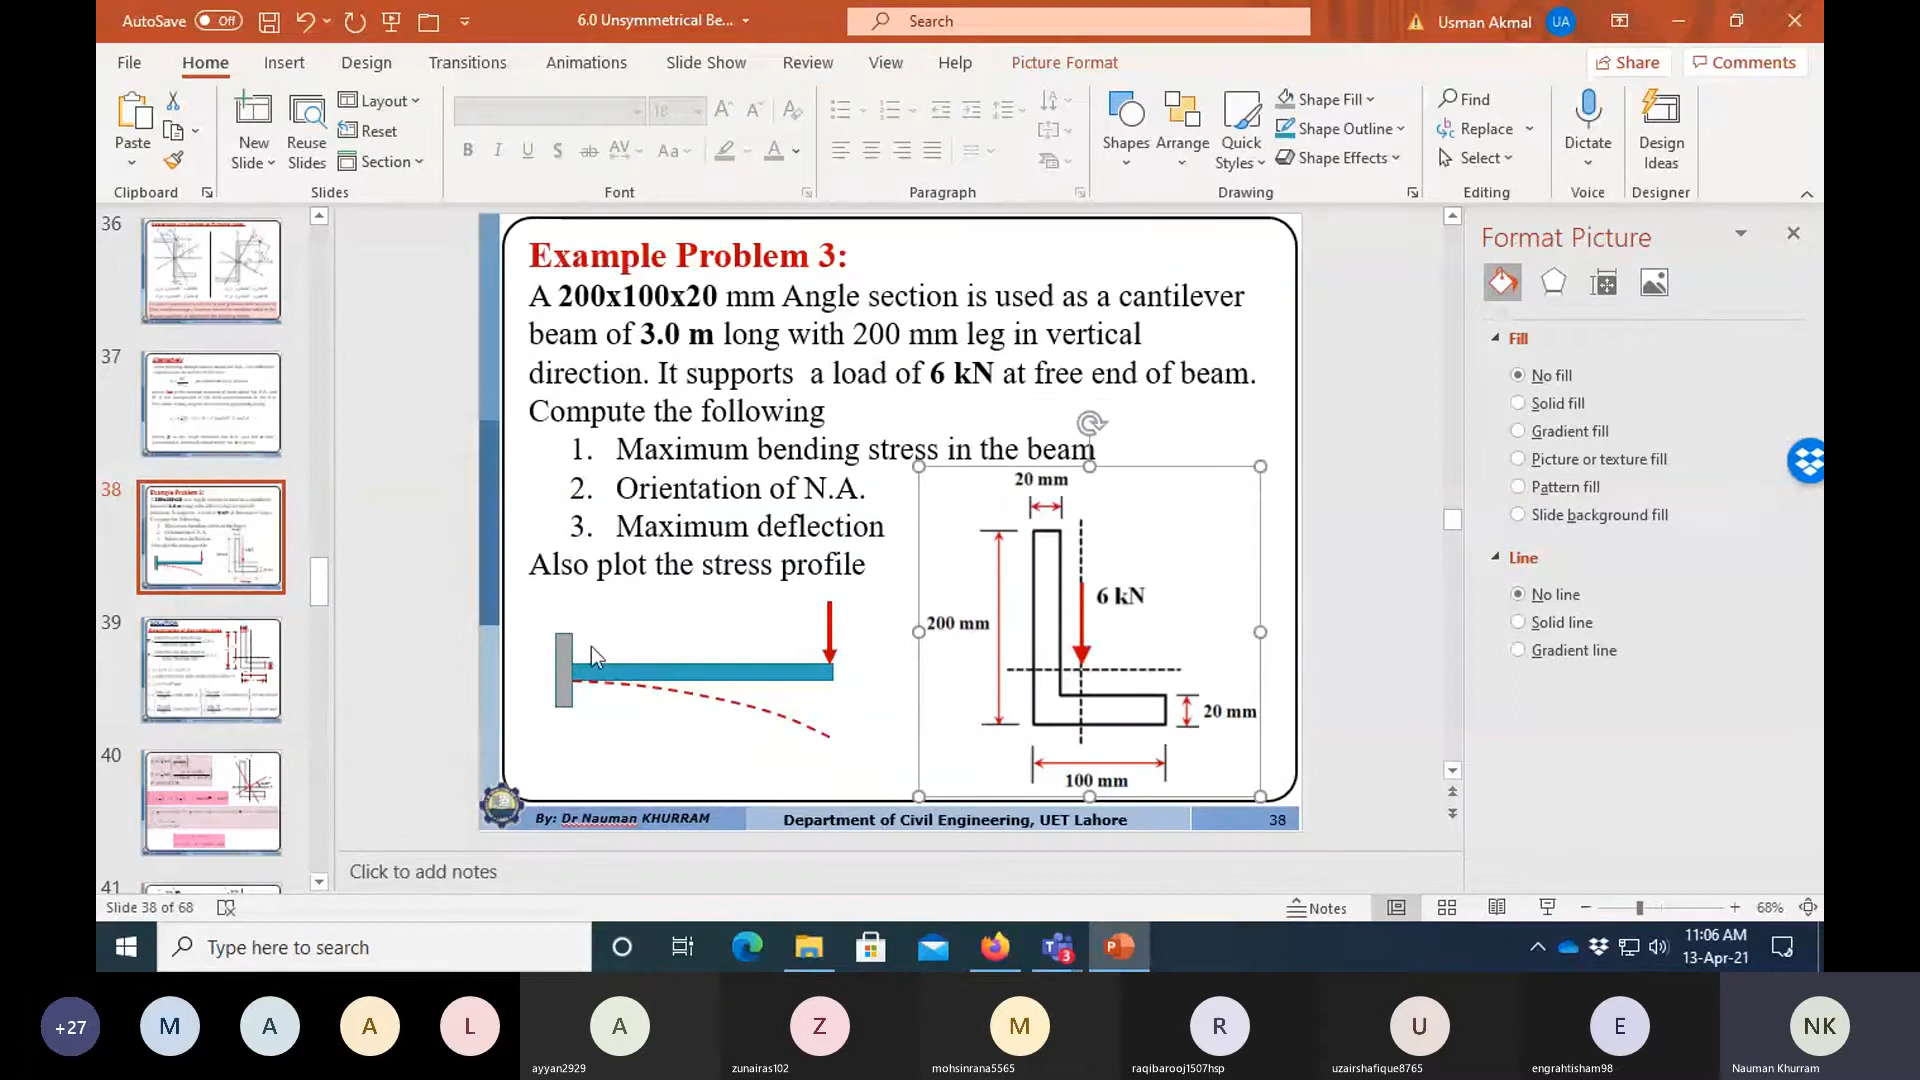 AutoSave Off 6.0 Unsymmetrical Be... Search Usman Akmal UA
File Home Insert Design Transitions Animations Slide Show Review View Help Picture Format Share Comments
Paste
New Slide
Reuse Slides
Layout
Reset
Section
18
Shapes
Arrange
Quick Styles
Shape Fill
Shape Outline
Shape Effects
Find
Replace
Select
Dictate
Design Ideas
Clipboard Slides Font Paragraph Drawing Editing Voice Designer
36
37
38
39
40
41
Example Problem 3:
A 200x100x20 mm Angle section is used as a cantilever
beam of 3.0 m long with 200 mm leg in vertical
direction. It supports a load of 6 kN at free end of beam.
Compute the following
1. Maximum bending stress in the beam
2. Orientation of N.A.
3. Maximum deflection
Also plot the stress profile
20 mm
6 kN
200 mm
20 mm
100 mm
By: Dr Nauman KHURRAM Department of Civil Engineering, UET Lahore 38
Click to add notes
Format Picture
Fill
No fill
Solid fill
Gradient fill
Picture or texture fill
Pattern fill
Slide background fill
Line
No line
Solid line
Gradient line
Slide 38 of 68 Notes 68%
Type here to search 3 11:06 AM
13-Apr-21
+27 M A A L A Z M R U E NK
ayyan2929 zunairas102 mohsinrana5565 raqibarooj1507hsp uzairshafique8765 engrahtisham98 Nauman Khurram